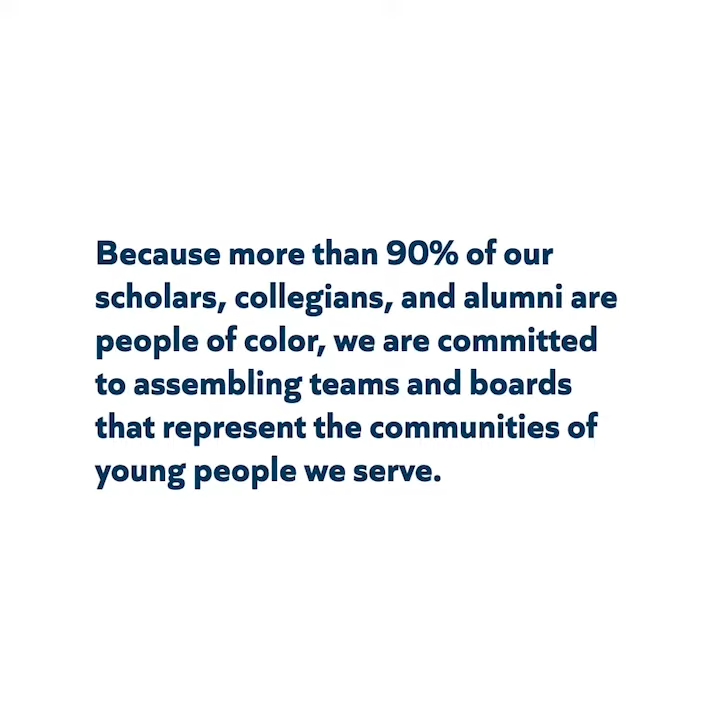 Because more than 90% of our
scholars, collegians, and alumni are
people of color, we are committed
to assembling teams and boards
that represent the communities of
young people we serve.